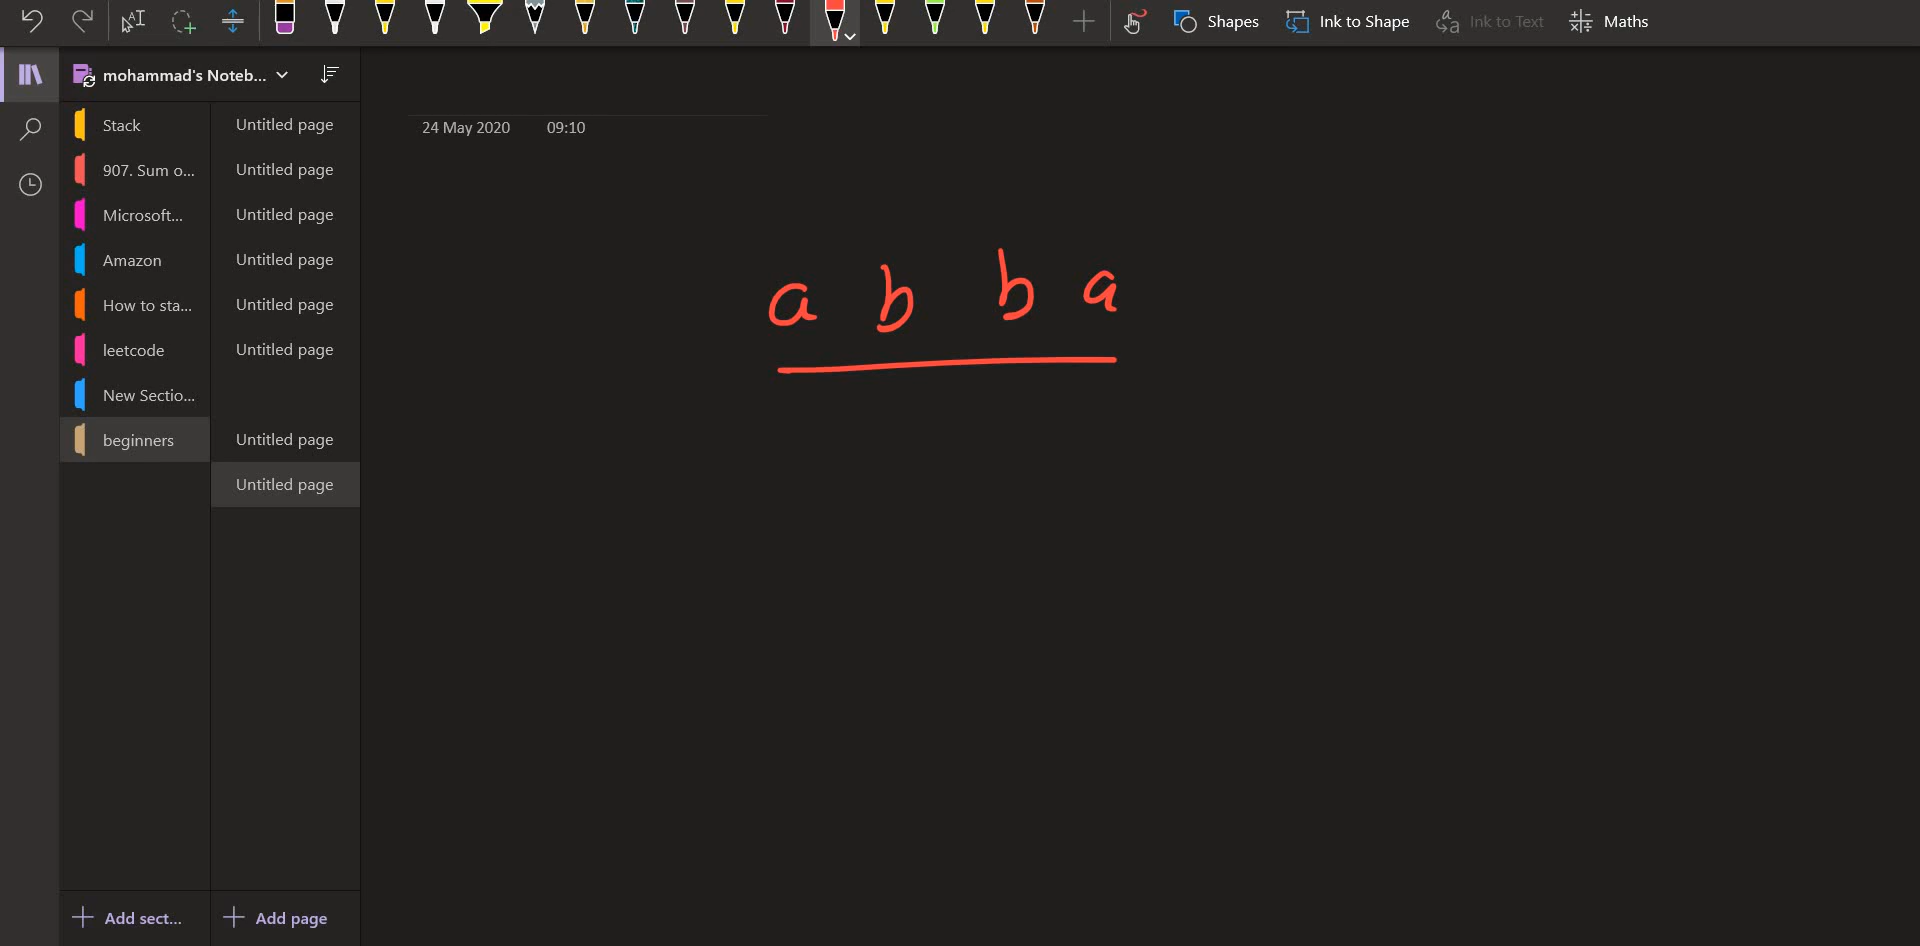 Shapes
Ink to Shape
Ink to Text
Maths
mohammad's Noteb...
Stack
907. Sum o...
Microsoft...
Amazon
How to sta...
leetcode
New Sectio...
beginners
Untitled page
Untitled page
Untitled page
Untitled page
Untitled page
Untitled page
Untitled page
Untitled page
Add sect...
Add page
24 May 2020 09:10
a b b a